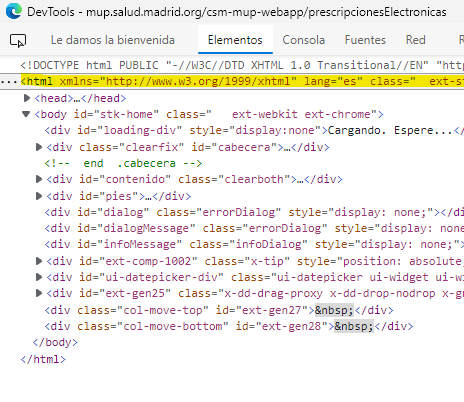 DevTools - mup.salud.madrid.org/csm-mup-webapp/prescripcionesElectronicas
Le damos la bienvenida Elementos Consola
<!DOCTYPE html PUBLIC "-//W3C//DTD XHTML 1.0 Transitional//EN" "http
<html xmlns="http://www.w3.org/1999/xhtml" lang="es" class="  ext-st
<head>…</head>
<body id="stk-home" class="  ext-webkit ext-chrome">
<div id="loading-div" style="display:none">Cargando. Espere...</div>
<div class="clearfix" id="cabecera">…</div>
<!--  end  .cabecera -->
<div id="contenido" class="clearboth">…</div>
<div id="pies">…</div>
<div id="dialog" class="errorDialog" style="display: none;"></di
<div id="dialogMessage" class="errorDialog" style="display: none
<div id="infoMessage" class="infoDialog" style="display: none;">
<div id="ext-comp-1002" class="x-tip" style="position: absolute;
<div id="ui-datepicker-div" class="ui-datepicker ui-widget ui-wi
<div id="ext-gen25" class="x-dd-drag-proxy x-dd-drop-nodrop x-gr
<div class="col-move-top" id="ext-gen27">&nbsp;</div>
<div class="col-move-bottom" id="ext-gen28">&nbsp;</div>
</body>
</html>